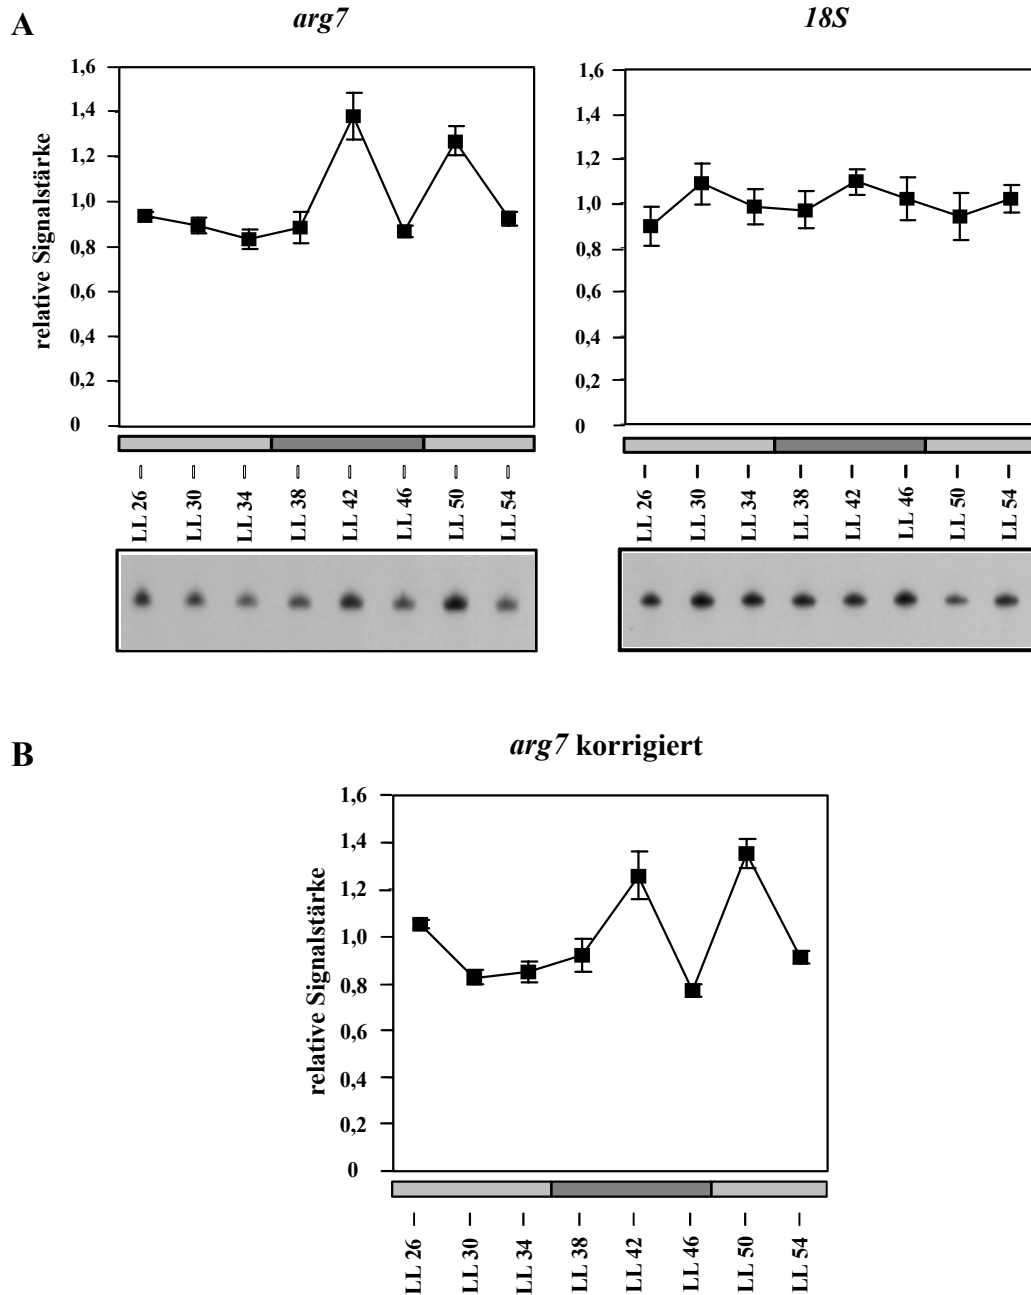 A
arg7
18S
relative Signalstärke
1,6
1,4
1,2
1,0
0,8
0,6
0,4
0,2
0
LL 26
LL 30
LL 34
LL 38
LL 42
LL 46
LL 50
LL 54
1,6
1,4
1,2
1,0
0,8
0,6
0,4
0,2
0
LL 26
LL 30
LL 34
LL 38
LL 42
LL 46
LL 50
LL 54
B
arg7 korrigiert
relative Signalstärke
1,6
1,4
1,2
1,0
0,8
0,6
0,4
0,2
0
LL 26
LL 30
LL 34
LL 38
LL 42
LL 46
LL 50
LL 54